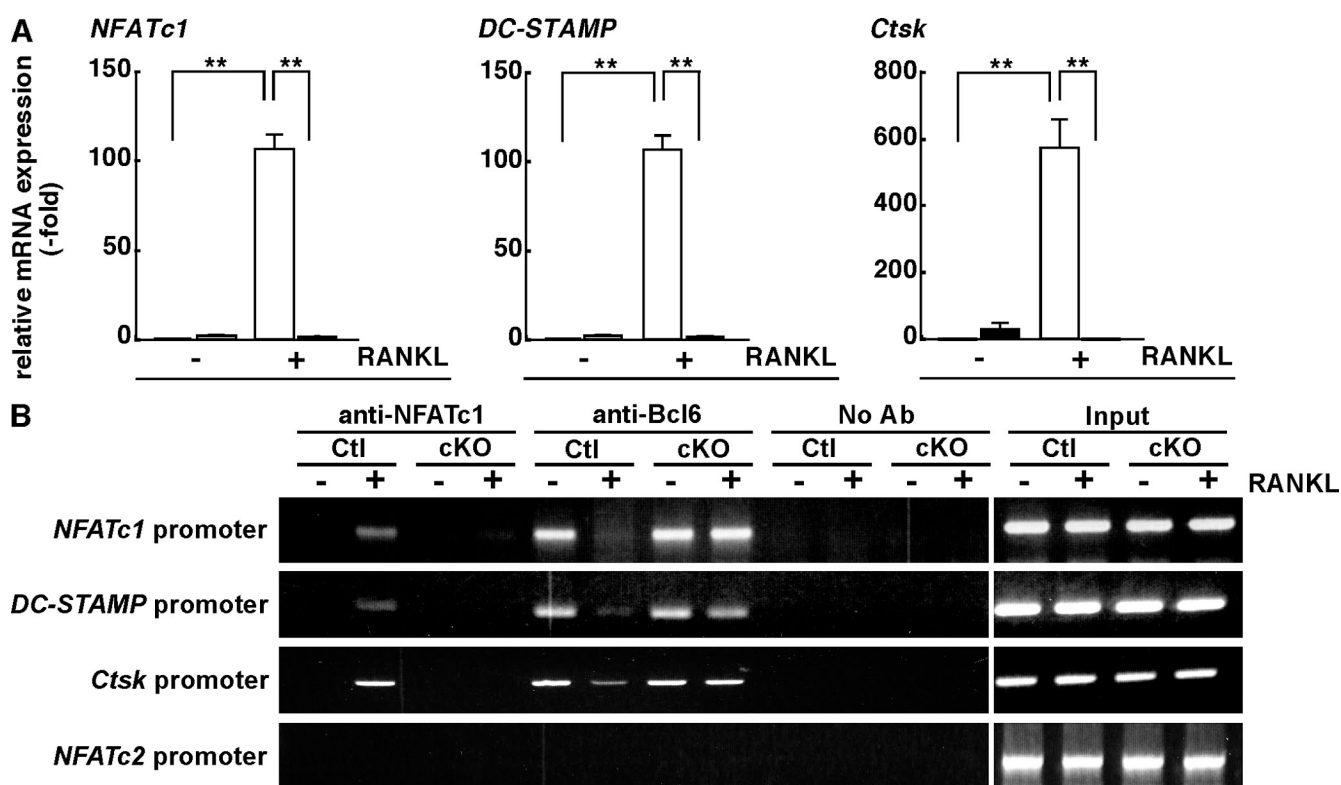 A
NFATc1
DC-STAMP
Ctsk
relative mRNA expression
(-fold)
150
100
50
0
** **
- + RANKL
150
100
50
0
** **
- + RANKL
800
600
400
200
0
** **
- + RANKL
B
anti-NFATc1 anti-Bcl6 No Ab Input
Ctl cKO Ctl cKO Ctl cKO Ctl cKO
- + - + - + - + - + - + - + - + RANKL
NFATc1 promoter
DC-STAMP promoter
Ctsk promoter
NFATc2 promoter